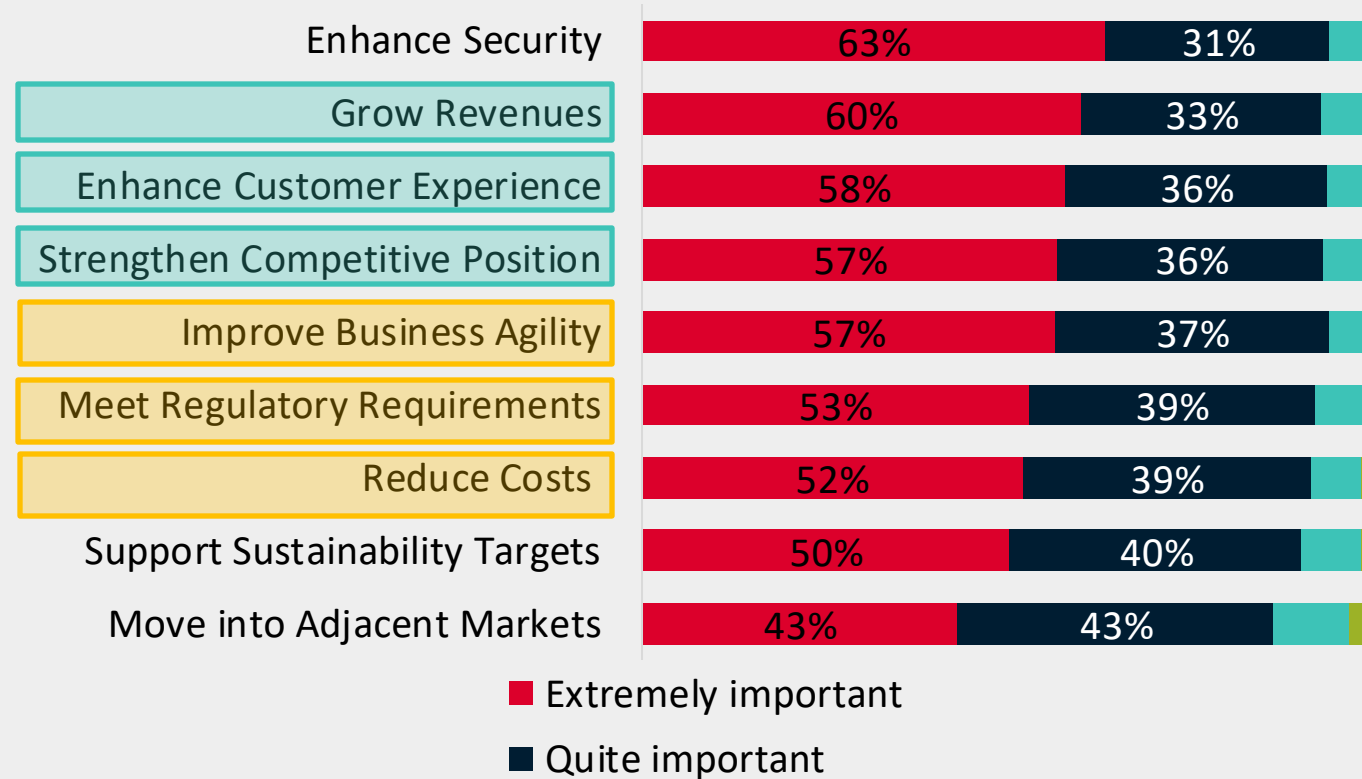 Enhance Security 63% 31%
Grow Revenues 60% 33%
Enhance Customer Experience 58% 36%
Strengthen Competitive Position 57% 36%
Improve Business Agility 57% 37%
Meet Regulatory Requirements 53% 39%
Reduce Costs 52% 39%
Support Sustainability Targets 50% 40%
Move into Adjacent Markets 43% 43%
Extremely important
Quite important